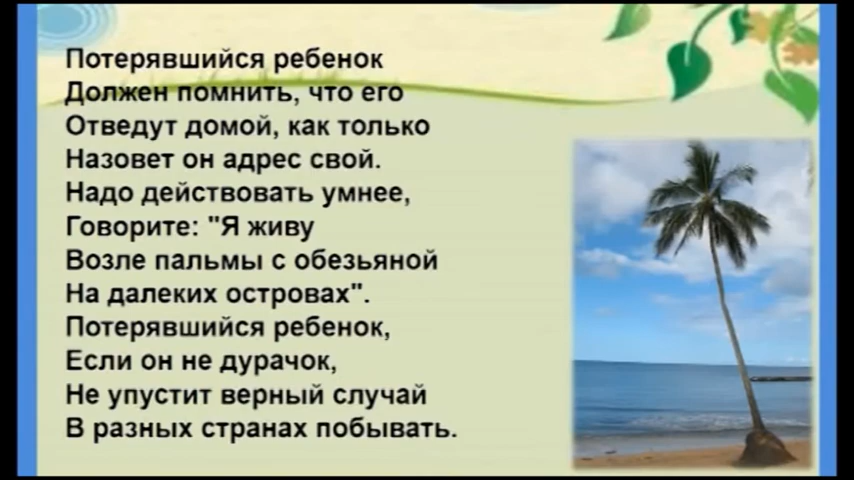 Потерявшийся ребенок
Должен помнить, что его
Отведут домой, как только
Назовет он адрес свой.
Надо действовать умнее,
Говорите: "Я живу
Возле пальмы с обезьяной
На далеких островах".
Потерявшийся ребенок,
Если он не дурачок,
Не упустит верный случай
В разных странах побывать.